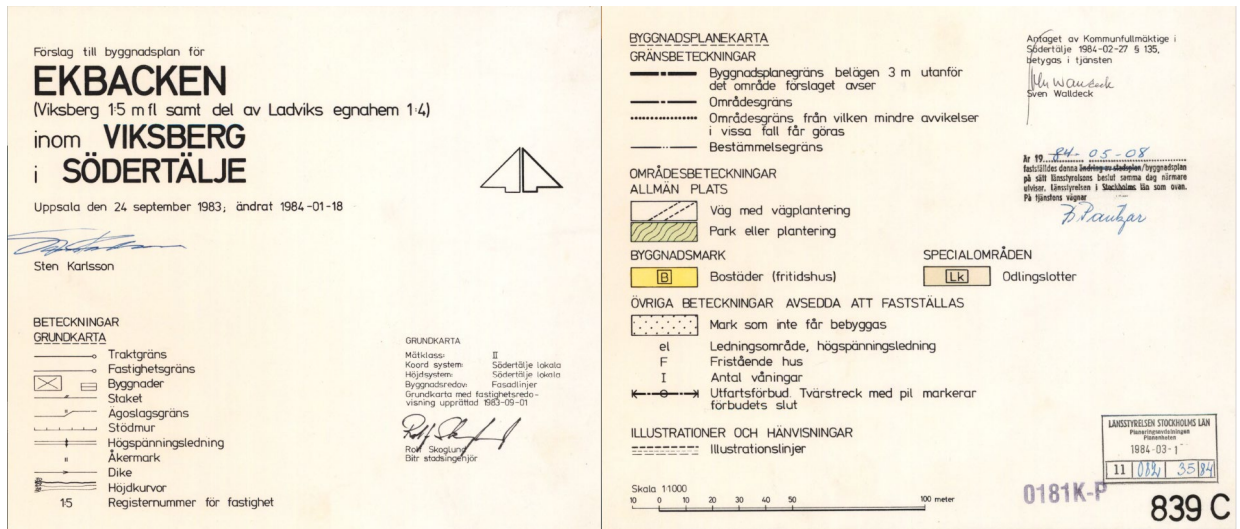 Förslag till byggnadsplan för
EKBACKEN
(Viksberg 1:5 m fl samt del av Ladviks egnahem 1:4)
inom VIKSBERG
i SÖDERTÄLJE
Uppsala den 24 september 1983; ändrat 1984-01-18
Sten Karlsson
BETECKNINGAR
GRUNDKARTA
Traktgräns
Fastighetsgräns
Byggnader
Staket
Ägoslagsgräns
Stödmur
Högspänningsledning
Åkermark
Dike
Höjdkurvor
1:5 Registernummer för fastighet
GRUNDKARTA
Mätklass: II
Koord system: Södertälje lokala
Höjdsystem: Södertälje lokala
Byggnadsredov: Fasadlinjer
Grundkarta med fastighetsredo-
visning upprättad 1983-09-01
Rolf Skoglund
Bitr stadsingenjör
BYGGNADSPLANEKARTA
GRÄNSBETECKNINGAR
Byggnadsplanegräns belägen 3 m utanför
det område förslaget avser
Områdesgräns
Områdesgräns från vilken mindre avvikelser
i vissa fall får göras
Bestämmelsegräns
OMRÅDESBETECKNINGAR
ALLMÄN PLATS
Väg med vägplantering
Park eller plantering
BYGGNADSMARK
B Bostäder (fritidshus)
SPECIALOMRÅDEN
Lk Odlingslotter
ÖVRIGA BETECKNINGAR AVSEDDA ATT FASTSTÄLLAS
Mark som inte får bebyggas
el Ledningsområde, högspänningsledning
F Fristående hus
I Antal våningar
Utfartsförbud. Tvärstreck med pil markerar
förbudets slut
ILLUSTRATIONER OCH HÄNVISNINGAR
Illustrationslinjer
Skala 1:1000
10 0 10 20 30 40 50 100 meter
Antaget av Kommunfullmäktige i
Södertälje 1984-02-27 § 135,
betygas i tjänsten
Sven Walldeck
År 1984-05-08
fastställdes denna ändring av stadsplan/byggnadsplan
på sätt länsstyrelsens beslut samma dag närmare
utvisar. Länsstyrelsen i Stockholms län som ovan.
På tjänstens vägnar
B Pautzar
LÄNSSTYRELSEN STOCKHOLMS LÄN
Planeringsavdelningen
Planenheten
1984-03-1
11 082 35 84
0181K-P
839 C